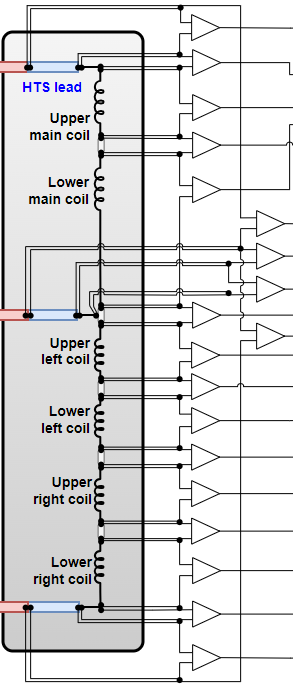 HTS lead
Upper
main coil
Lower
main coil
Upper
left coil
Lower
left coil
Upper
right coil
Lower
right coil